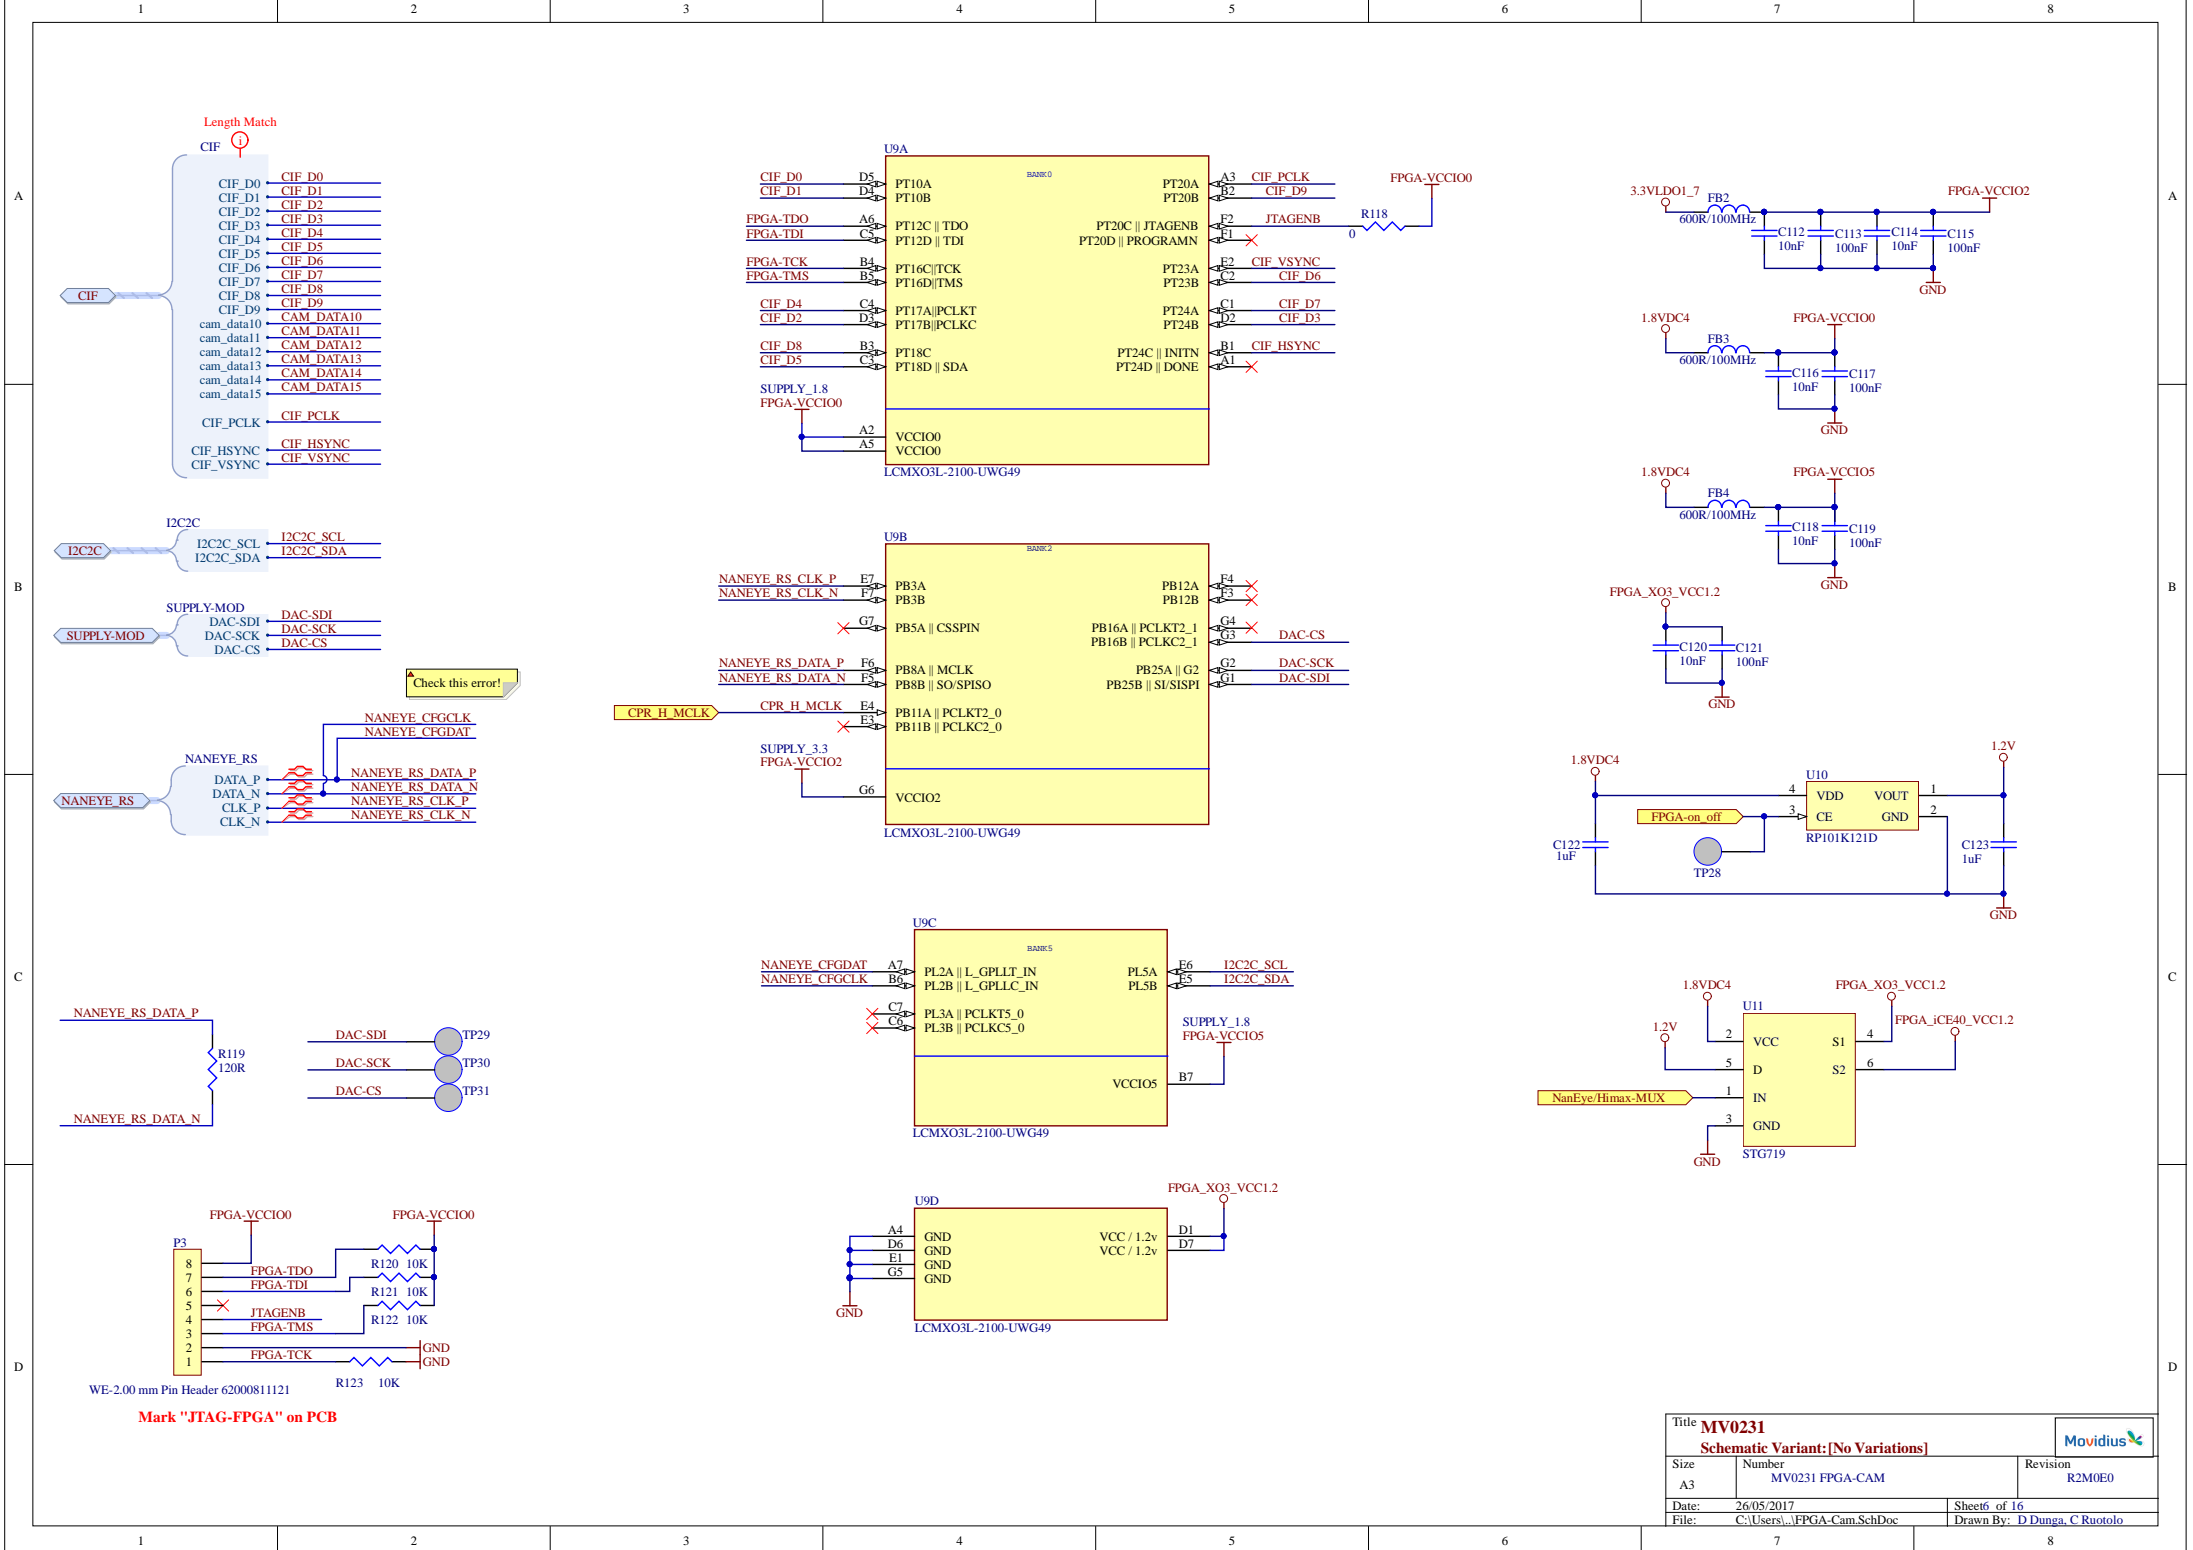 1 2 3 4 5 6 7 8
A
B
C
D
A
B
C
D
1 2 3 4 5 6 7 8
Length Match
i
CIF
CIF
CIF_D0 CIF_D0
CIF_D1 CIF_D1
CIF_D2 CIF_D2
CIF_D3 CIF_D3
CIF_D4 CIF_D4
CIF_D5 CIF_D5
CIF_D6 CIF_D6
CIF_D7 CIF_D7
CIF_D8 CIF_D8
CIF_D9 CIF_D9
cam_data10 CAM_DATA10
cam_data11 CAM_DATA11
cam_data12 CAM_DATA12
cam_data13 CAM_DATA13
cam_data14 CAM_DATA14
cam_data15 CAM_DATA15
CIF_PCLK CIF_PCLK
CIF_HSYNC CIF_HSYNC
CIF_VSYNC CIF_VSYNC
I2C2C
I2C2C
I2C2C_SCL I2C2C_SCL
I2C2C_SDA I2C2C_SDA
SUPPLY-MOD
SUPPLY-MOD
DAC-SDI DAC-SDI
DAC-SCK DAC-SCK
DAC-CS DAC-CS
Check this error!
NANEYE_CFGCLK
NANEYE_CFGDAT
NANEYE_RS
NANEYE_RS
DATA_P NANEYE_RS_DATA_P
DATA_N NANEYE_RS_DATA_N
CLK_P NANEYE_RS_CLK_P
CLK_N NANEYE_RS_CLK_N
NANEYE_RS_DATA_P
R119
120R
NANEYE_RS_DATA_N
DAC-SDI TP29
DAC-SCK TP30
DAC-CS TP31
FPGA-VCCIO0 FPGA-VCCIO0
P3
8
7 FPGA-TDO R120 10K
6 FPGA-TDI R121 10K
5
4 JTAGENB R122 10K
3 FPGA-TMS
2 GND
1 FPGA-TCK GND
R123 10K
WE-2.00 mm Pin Header 62000811121
Mark "JTAG-FPGA" on PCB
U9A
BANK0
CIF_D0 D5 PT10A PT20A A3 CIF_PCLK
CIF_D1 D4 PT10B PT20B B2 CIF_D9
FPGA-TDO A6 PT12C || TDO PT20C || JTAGENB F2 JTAGENB R118 0 FPGA-VCCIO0
FPGA-TDI C5 PT12D || TDI PT20D || PROGRAMN F1
FPGA-TCK B4 PT16C||TCK PT23A E2 CIF_VSYNC
FPGA-TMS B5 PT16D||TMS PT23B C2 CIF_D6
CIF_D4 C4 PT17A||PCLKT PT24A C1 CIF_D7
CIF_D2 D3 PT17B||PCLKC PT24B D2 CIF_D3
CIF_D8 B3 PT18C PT24C || INITN B1 CIF_HSYNC
CIF_D5 C3 PT18D || SDA PT24D || DONE A1
SUPPLY_1.8
FPGA-VCCIO0
A2 VCCIO0
A5 VCCIO0
LCMXO3L-2100-UWG49
U9B
BANK2
NANEYE_RS_CLK_P E7 PB3A PB12A F4
NANEYE_RS_CLK_N F7 PB3B PB12B F3
G7 PB5A || CSSPIN PB16A || PCLKT2_1 G4
PB16B || PCLKC2_1 G3 DAC-CS
NANEYE_RS_DATA_P F6 PB8A || MCLK PB25A || G2 G2 DAC-SCK
NANEYE_RS_DATA_N F5 PB8B || SO/SPISO PB25B || SI/SISPI G1 DAC-SDI
CPR_H_MCLK CPR_H_MCLK E4 PB11A || PCLKT2_0
E3 PB11B || PCLKC2_0
SUPPLY_3.3
FPGA-VCCIO2
G6 VCCIO2
LCMXO3L-2100-UWG49
U9C
BANK5
NANEYE_CFGDAT A7 PL2A || L_GPLLT_IN PL5A E6 I2C2C_SCL
NANEYE_CFGCLK B6 PL2B || L_GPLLC_IN PL5B E5 I2C2C_SDA
C7 PL3A || PCLKT5_0
C6 PL3B || PCLKC5_0
SUPPLY_1.8
FPGA-VCCIO5
VCCIO5 B7
LCMXO3L-2100-UWG49
U9D
FPGA_XO3_VCC1.2
A4 GND VCC / 1.2v D1
D6 GND VCC / 1.2v D7
E1 GND
G5 GND
GND
LCMXO3L-2100-UWG49
3.3VLDO1_7 FB2 FPGA-VCCIO2
600R/100MHz
C112 C113 C114 C115
10nF 100nF 10nF 100nF
GND
1.8VDC4 FPGA-VCCIO0
FB3
600R/100MHz
C116 C117
10nF 100nF
GND
1.8VDC4 FPGA-VCCIO5
FB4
600R/100MHz
C118 C119
10nF 100nF
GND
FPGA_XO3_VCC1.2
C120 C121
10nF 100nF
GND
1.8VDC4 1.2V
U10
4 VDD VOUT 1
FPGA-on_off 3 CE GND 2
RP101K121D
C122 C123
1uF 1uF
TP28
GND
1.8VDC4 FPGA_XO3_VCC1.2
U11
1.2V FPGA_iCE40_VCC1.2
2 VCC S1 4
5 D S2 6
NanEye/Himax-MUX 1 IN
3 GND
GND STG719
Title MV0231
Schematic Variant:[No Variations]
Movidius
Size Number Revision
A3 MV0231 FPGA-CAM R2M0E0
Date: 26/05/2017 Sheet6 of 16
File: C:\Users\..\FPGA-Cam.SchDoc Drawn By: D Dunga, C Ruotolo